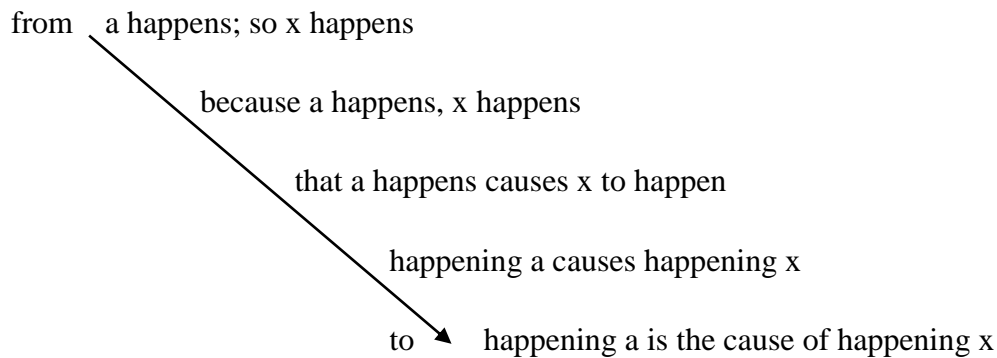 from a happens; so x happens
because a happens, x happens
that a happens causes x to happen
happening a causes happening x
to happening a is the cause of happening x